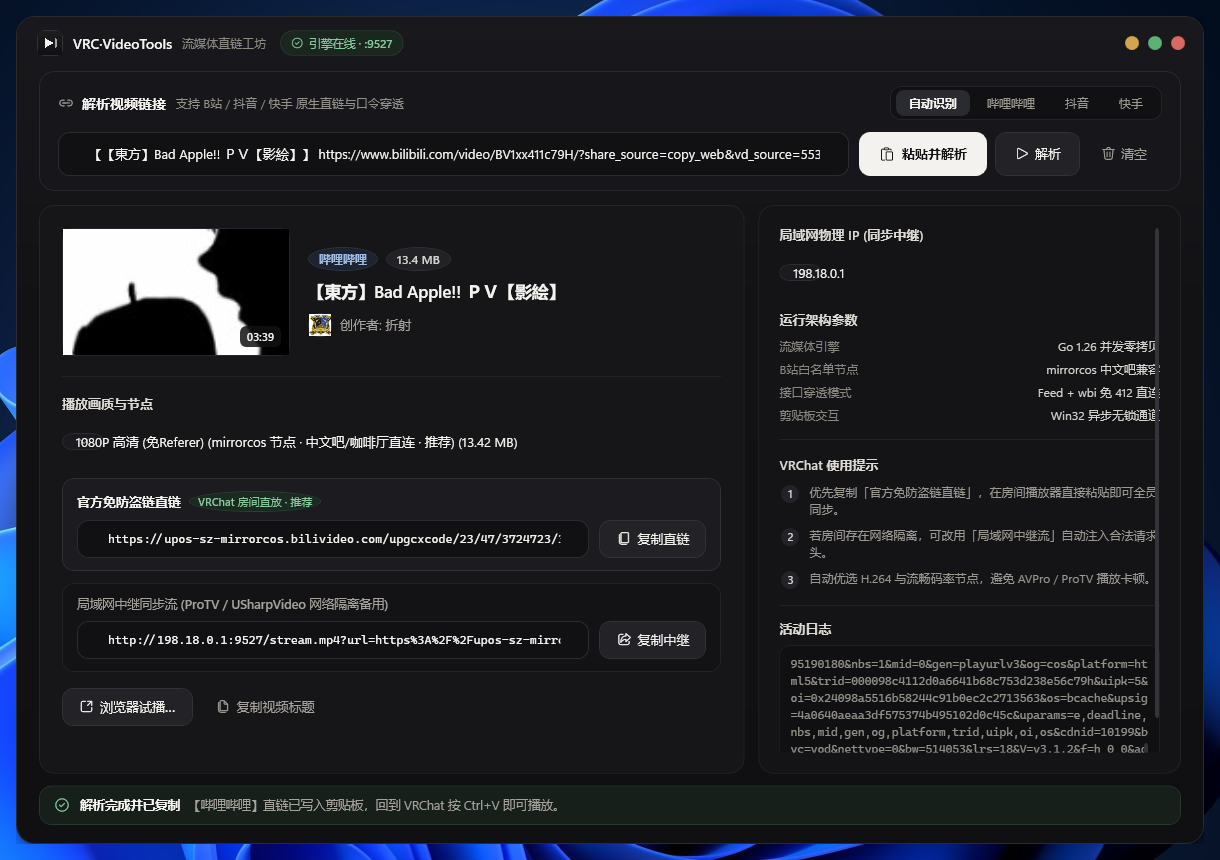 VRC·VideoTools 流媒体直链工坊 引擎在线 · :9527
解析视频链接 支持 B站 / 抖音 / 快手 原生直链与口令穿透
自动识别 哔哩哔哩 抖音 快手
【【東方】Bad Apple!! ＰＶ【影絵】】 https://www.bilibili.com/video/BV1xx411c79H/?share_source=copy_web&vd_source=553
粘贴并解析 解析 清空
03:39
哔哩哔哩 13.4 MB
【東方】Bad Apple!! ＰＶ【影絵】
创作者: 折射
播放画质与节点
1080P 高清 (免Referer) (mirrorcos 节点 · 中文吧/咖啡厅直连 · 推荐) (13.42 MB)
官方免防盗链直链 VRChat 房间直放 · 推荐
https://upos-sz-mirrorcos.bilivideo.com/upgcxcode/23/47/3724723/
复制直链
局域网中继同步流 (ProTV / USharpVideo 网络隔离备用)
http://198.18.0.1:9527/stream.mp4?url=https%3A%2F%2Fupos-sz-mirr
复制中继
浏览器试播... 复制视频标题
局域网物理 IP (同步中继)
198.18.0.1
运行架构参数
流媒体引擎 Go 1.26 并发零拷贝
B站白名单节点 mirrorcos 中文吧兼容
接口穿透模式 Feed + wbi 免 412 直连
剪贴板交互 Win32 异步无锁通道
VRChat 使用提示
1 优先复制「官方免防盗链直链」，在房间播放器直接粘贴即可全员
同步。
2 若房间存在网络隔离，可改用「局域网中继流」自动注入合法请求
头。
3 自动优选 H.264 与流畅码率节点，避免 AVPro / ProTV 播放卡顿。
活动日志
95190180&nbs=1&mid=0&gen=playurlv3&og=cos&platform=ht
ml5&trid=000098c4112d0a6641b68c753d238e56c79h&uipk=5&
oi=0x24098a5516b58244c91b0ec2c2713563&os=bcache&upsig
=4a0640aeaa3df575374b495102d0c45c&uparams=e,deadline,
nbs,mid,gen,og,platform,trid,uipk,oi,os&cdnid=10199&b
vc=vod&nettype=0&bw=514053&lrs=18&V=v3.1.2&f=h_0_0&ad
解析完成并已复制 【哔哩哔哩】直链已写入剪贴板，回到 VRChat 按 Ctrl+V 即可播放。